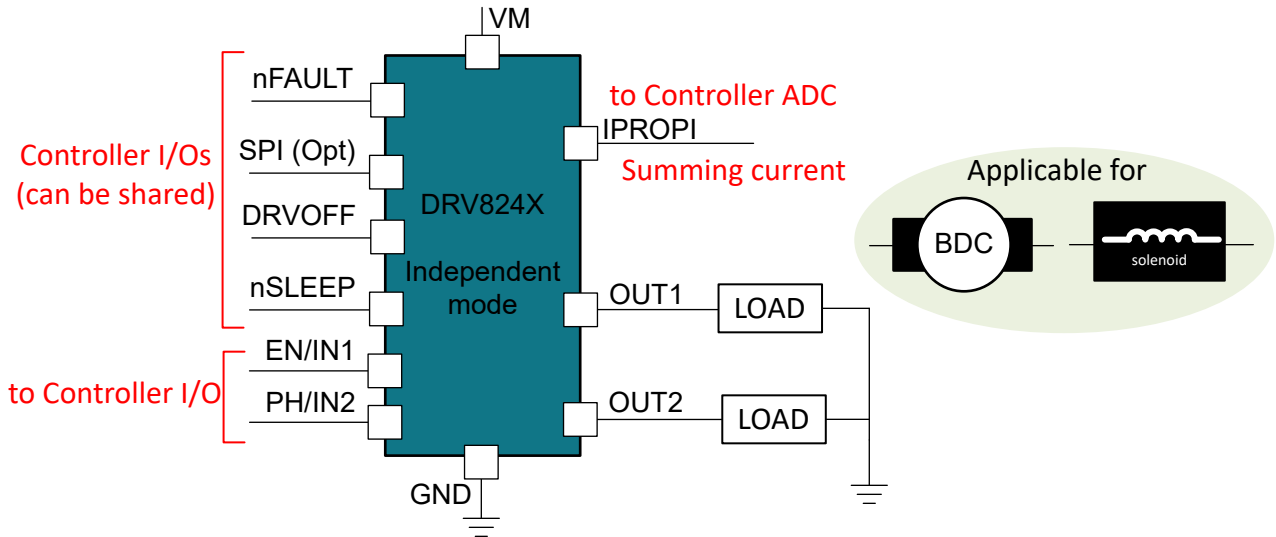 VM
nFAULT
SPI (Opt)
DRVOFF
nSLEEP
EN/IN1
PH/IN2
GND
Controller I/Os
(can be shared)
to Controller I/O
DRV824X
Independent
mode
to Controller ADC
IPROPI
Summing current
OUT1
LOAD
OUT2
LOAD
Applicable for
BDC
solenoid